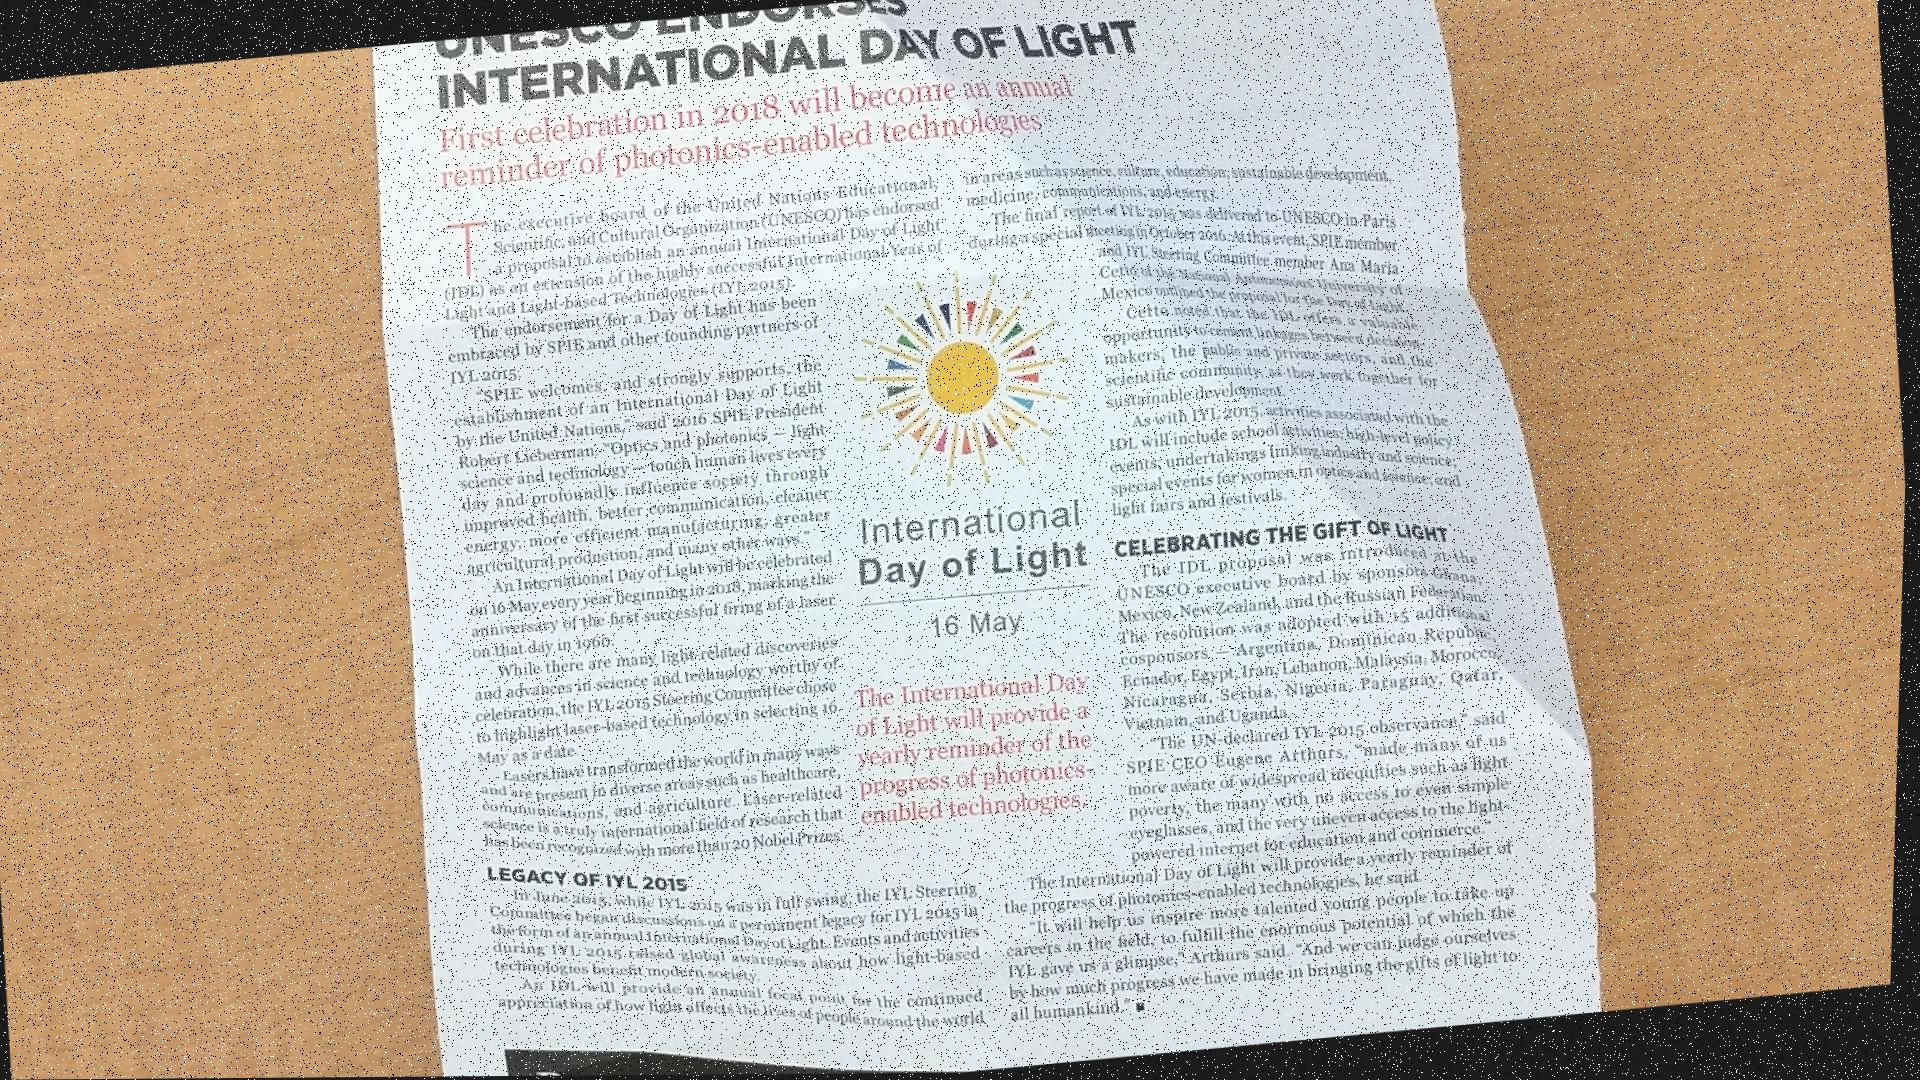 UNESCO ENDORSES
INTERNATIONAL DAY OF LIGHT
First celebration in 2018 will become an annual
reminder of photonics-enabled technologies
The executive board of the United Nations Educational,
Scientific, and Cultural Organization (UNESCO) has endorsed
a proposal to establish an annual International Day of Light
(IDL) as an extension of the highly successful International Year of
Light and Light-based Technologies (IYL 2015).
The endorsement for a Day of Light has been
embraced by SPIE and other founding partners of
IYL 2015.
"SPIE welcomes, and strongly supports, the
establishment of an International Day of Light
by the United Nations," said 2016 SPIE President
Robert Lieberman. "Optics and photonics — light
science and technology — touch human lives every
day and profoundly influence society through
improved health, better communication, cleaner
energy, more efficient manufacturing, greater
agricultural production, and many other ways."
An International Day of Light will be celebrated
on 16 May every year beginning in 2018, marking the
anniversary of the first successful firing of a laser
on that day in 1960.
While there are many light-related discoveries
and advances in science and technology worthy of
celebration, the IYL 2015 Steering Committee chose
to highlight laser-based technology in selecting 16
May as a date.
Lasers have transformed the world in many ways
and are present in diverse areas such as healthcare,
communications, and agriculture. Laser-related
science is a truly international field of research that
has been recognized with more than 20 Nobel Prizes.
LEGACY OF IYL 2015
In June 2015, while IYL 2015 was in full swing, the IYL Steering
Committee began discussions on a permanent legacy for IYL 2015 in
the form of an annual International Day of Light. Events and activities
during IYL 2015 raised global awareness about how light-based
technologies benefit modern society.
An IDL will provide an annual focal point for the continued
appreciation of how light affects the lives of people around the world
in areas such as science, culture, education, sustainable development,
medicine, communications, and energy.
The final report of IYL 2015 was delivered to UNESCO in Paris
during a special meeting in October 2016. At this event, SPIE member
and IYL Steering Committee member Ana María
Cetto of the National Autonomous University of
Mexico outlined the proposal for the Day of Light.
Cetto noted that the IDL offers a valuable
opportunity to cement linkages between decision
makers, the public and private sectors, and the
scientific community, as they work together for
sustainable development.
As with IYL 2015, activities associated with the
IDL will include school activities, high-level policy
events, undertakings linking industry and science,
special events for women in optics and science, and
light fairs and festivals.
International
Day of Light
16 May
The International Day
of Light will provide a
yearly reminder of the
progress of photonics-
enabled technologies.
CELEBRATING THE GIFT OF LIGHT
The IDL proposal was introduced at the
UNESCO executive board by sponsors Ghana,
Mexico, New Zealand, and the Russian Federation.
The resolution was adopted with 15 additional
cosponsors — Argentina, Dominican Republic,
Ecuador, Egypt, Iran, Lebanon, Malaysia, Morocco,
Nicaragua, Serbia, Nigeria, Paraguay, Qatar,
Vietnam, and Uganda.
"The UN-declared IYL 2015 observance," said
SPIE CEO Eugene Arthurs, "made many of us
more aware of widespread inequities such as light
poverty, the many with no access to even simple
eyeglasses, and the very uneven access to the light-
powered internet for education and commerce."
The International Day of Light will provide a yearly reminder of
the progress of photonics-enabled technologies, he said.
"It will help us inspire more talented young people to take up
careers in the field, to fulfill the enormous potential of which the
IYL gave us a glimpse," Arthurs said. "And we can judge ourselves
by how much progress we have made in bringing the gifts of light to
all humankind."